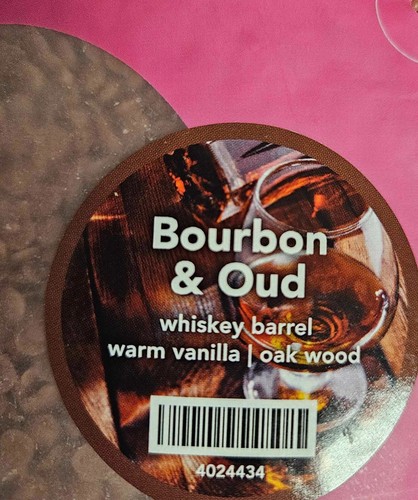 Bourbon
& Oud
whiskey barrel
warm vanilla | oak wood
4024434